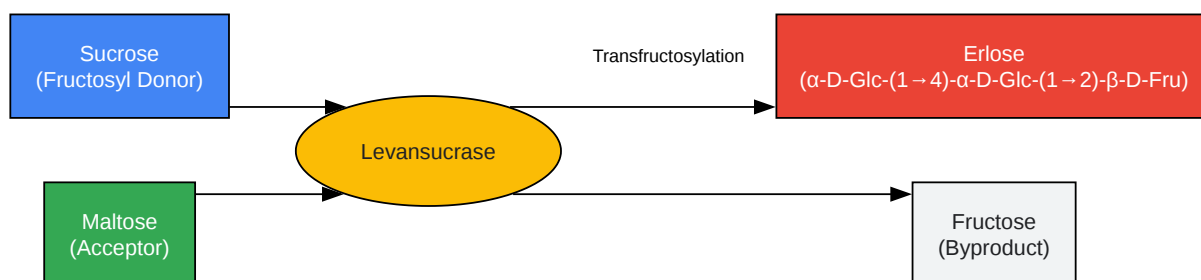 Sucrose
(Fructosyl Donor)
Transfructosylation
Erlose
(α-D-Glc-(1→4)-α-D-Glc-(1→2)-β-D-Fru)
Levansucrase
Maltose
(Acceptor)
Fructose
(Byproduct)